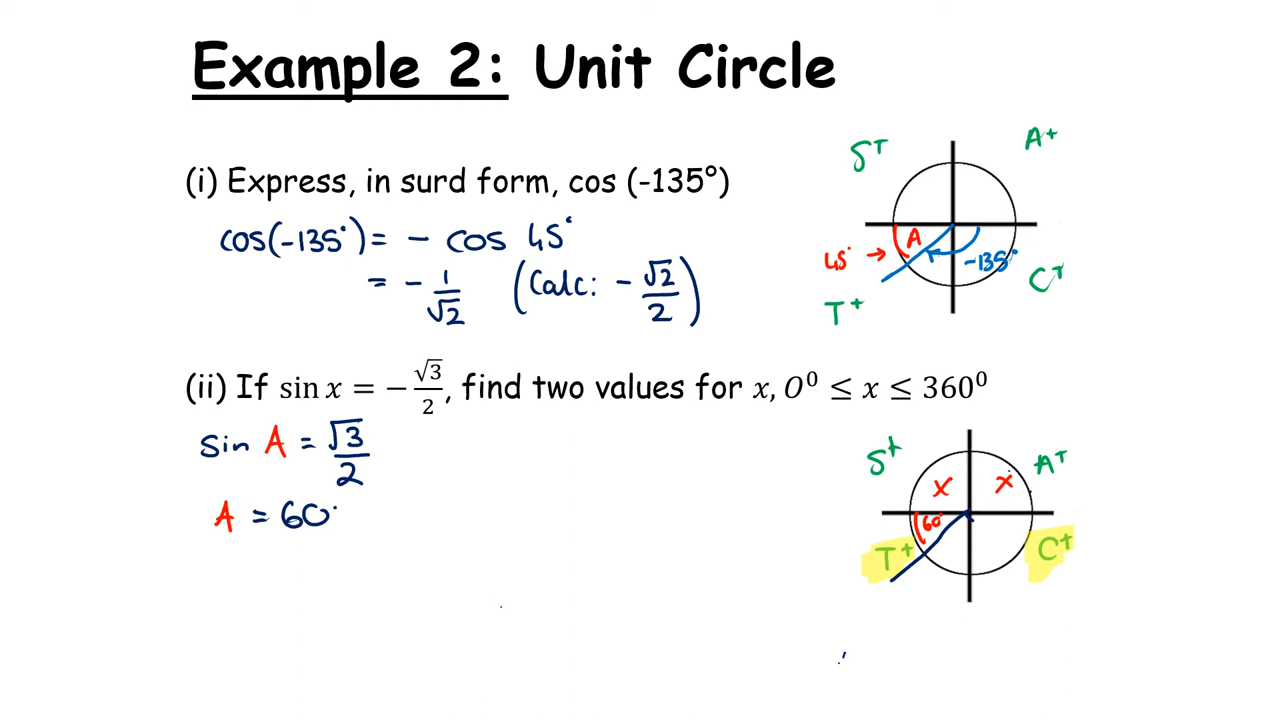 Example 2: Unit Circle
(i) Express, in surd form, cos (-135°)
cos(-135°) = - cos 45°
= - 1/√2 (Calc: - √2/2)
S+
A+
A
45° →
-135°
T+
C+
(ii) If sin x = −√3/2, find two values for x, O⁰ ≤ x ≤ 360⁰
sin A = √3/2
A = 60°
S+
A+
x x
60°
T+
C+